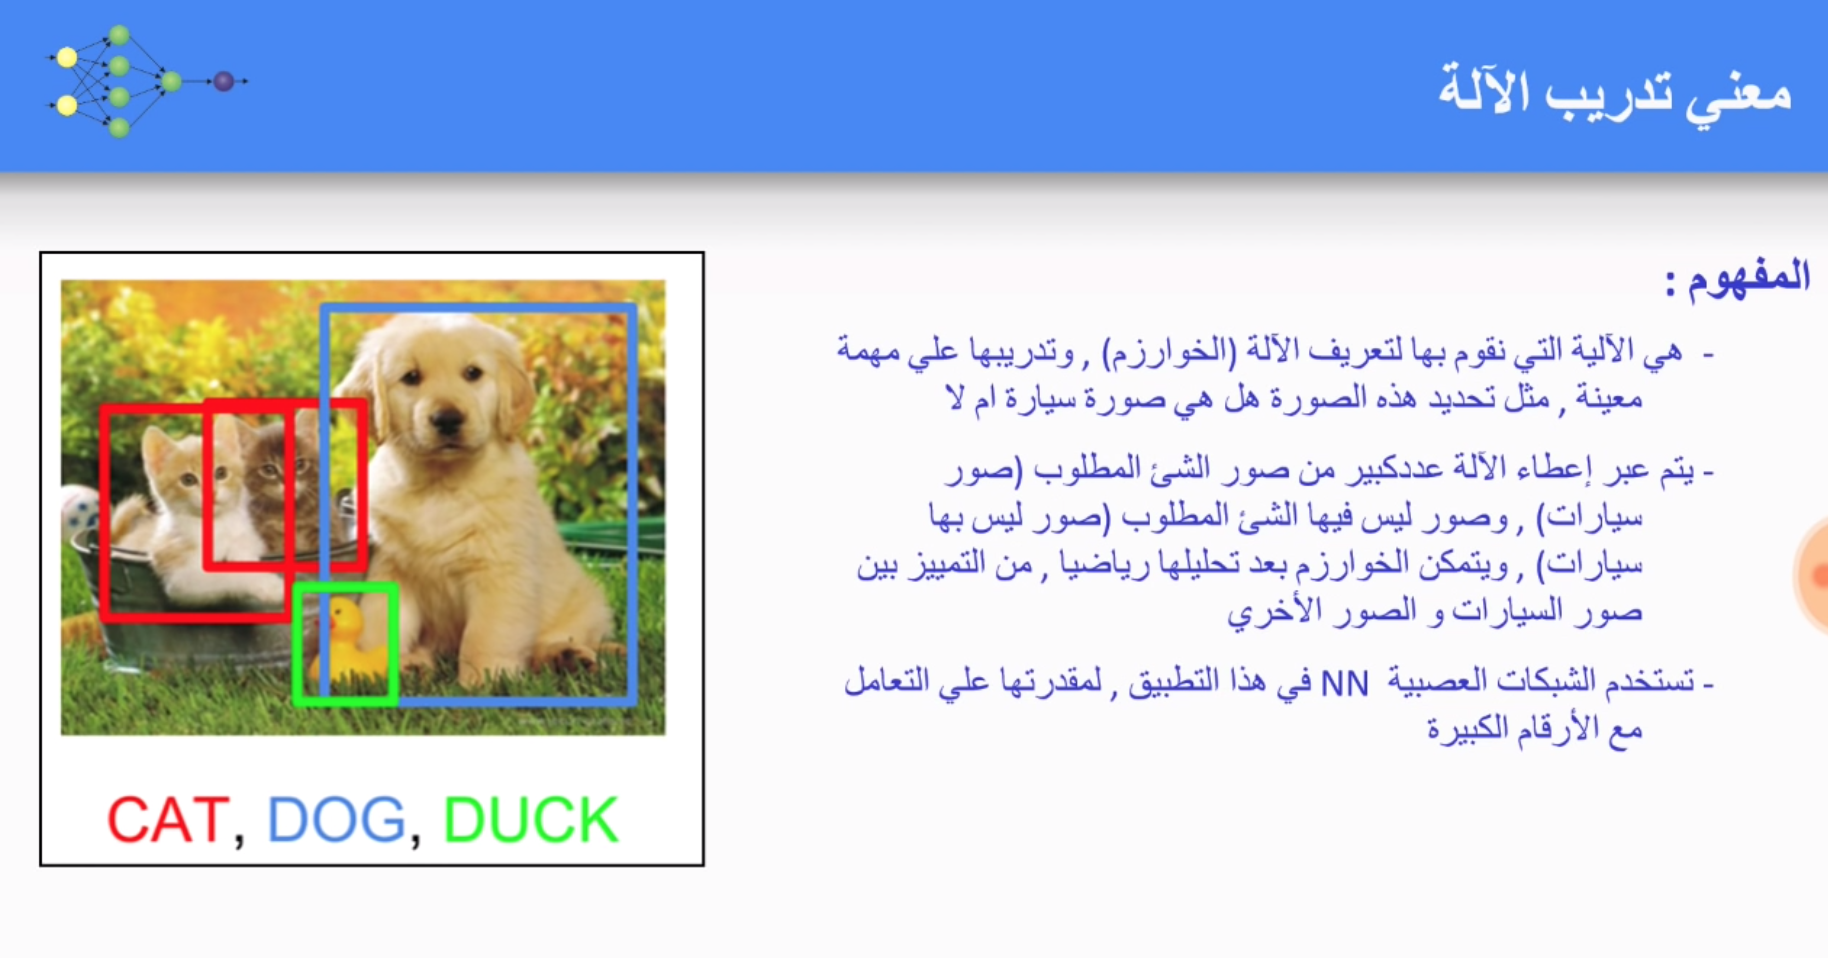 معني تدريب الآلة
المفهوم :
- هي الآلية التي نقوم بها لتعريف الآلة (الخوارزم) , وتدريبها علي مهمة
معينة , مثل تحديد هذه الصورة هل هي صورة سيارة ام لا
- يتم عبر إعطاء الآلة عددكبير من صور الشئ المطلوب (صور
سيارات) , وصور ليس فيها الشئ المطلوب (صور ليس بها
سيارات) , ويتمكن الخوارزم بعد تحليلها رياضيا , من التمييز بين
صور السيارات و الصور الأخري
- تستخدم الشبكات العصبية NN في هذا التطبيق , لمقدرتها علي التعامل
مع الأرقام الكبيرة
CAT, DOG, DUCK